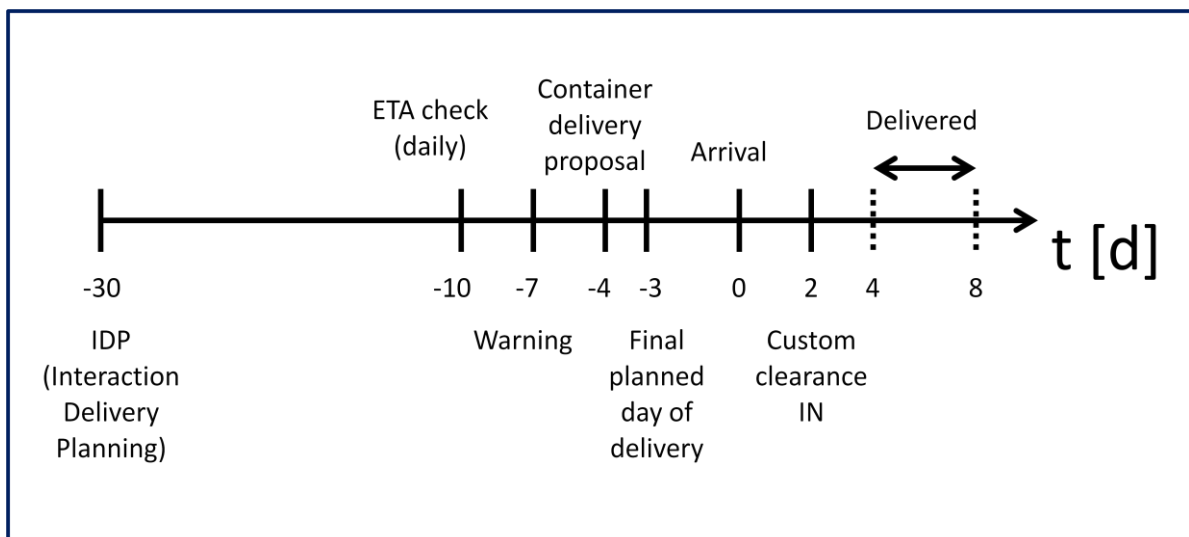 ETA check
(daily)
Container
delivery
proposal
Arrival
Delivered
t [d]
-30
-10
-7
-4
-3
0
2
4
8
IDP
(Interaction
Delivery
Planning)
Warning
Final
planned
day of
delivery
Custom
clearance
IN